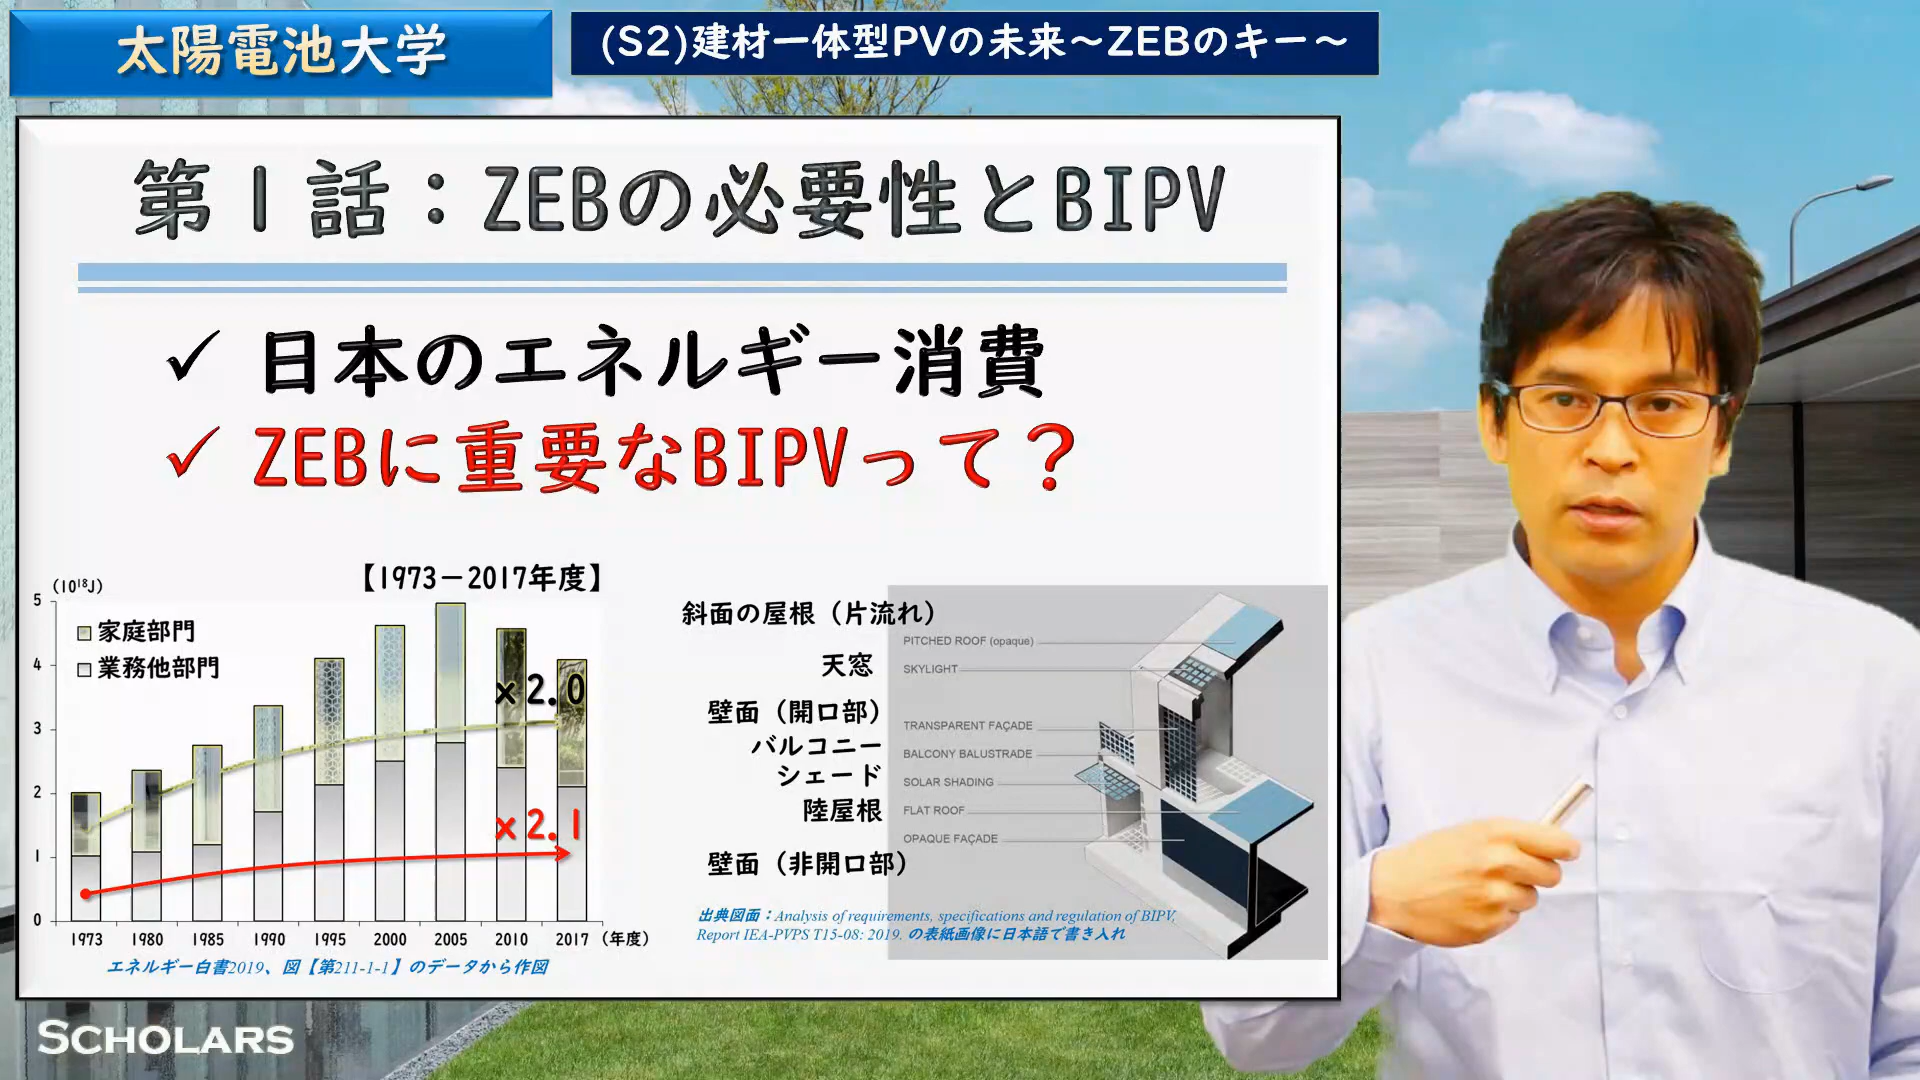 太陽電池大学
(S2)建材一体型PVの未来～ZEBのキー～
第1話：ZEBの必要性とBIPV
✓ 日本のエネルギー消費
✓ ZEBに重要なBIPVって？
【1973－2017年度】
(10¹⁸J)
5
4
3
2
1
0
家庭部門
業務他部門
×2.0
×2.1
1973 1980 1985 1990 1995 2000 2005 2010 2017 (年度)
エネルギー白書2019、図【第211-1-1】のデータから作図
斜面の屋根（片流れ）
PITCHED ROOF (opaque)
天窓
SKYLIGHT
壁面（開口部）
TRANSPARENT FAÇADE
バルコニー
BALCONY BALUSTRADE
シェード
SOLAR SHADING
陸屋根
FLAT ROOF
OPAQUE FAÇADE
壁面（非開口部）
出典図面：Analysis of requirements, specifications and regulation of BIPV,
Report IEA-PVPS T15-08: 2019. の表紙画像に日本語で書き入れ
SCHOLARS